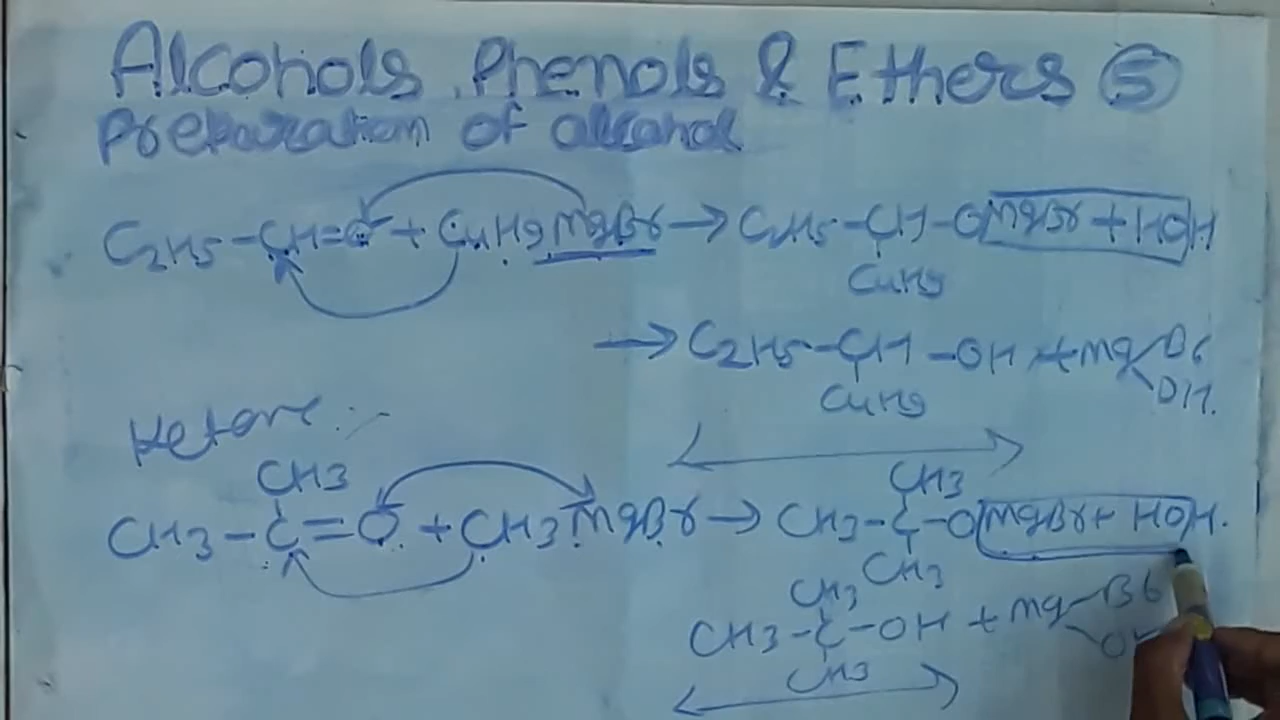 Alcohols, Phenols & Ethers ⑤
Preparation of alcohol
C2H5-CH=O + C4H9MgBr → C2H5-CH-OMgBr + HOH
C4H9
→ C2H5-CH-OH + Mg Br
OH.
C4H9
Ketone :-
CH3 CH3
CH3-C=O + CH3MgBr → CH3-C-OMgBr + HOH.
CH3
CH3
CH3-C-OH + Mg Br
CH3